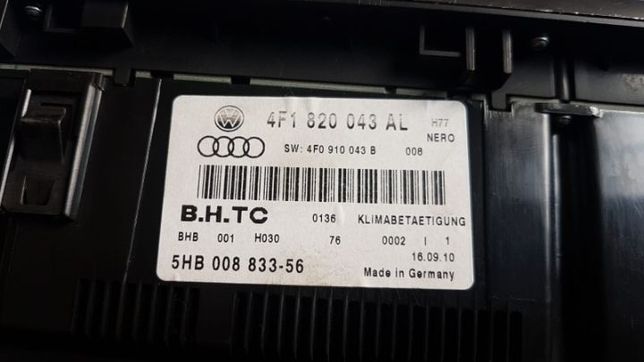 4F1 820 043 AL H77
NERO
SW: 4F0 910 043 B 008
B.H.TC 0136 KLIMABETAETIGUNG
BHB 001 H030 76 0002 I 1
16.09.10
5HB 008 833-56 Made in Germany